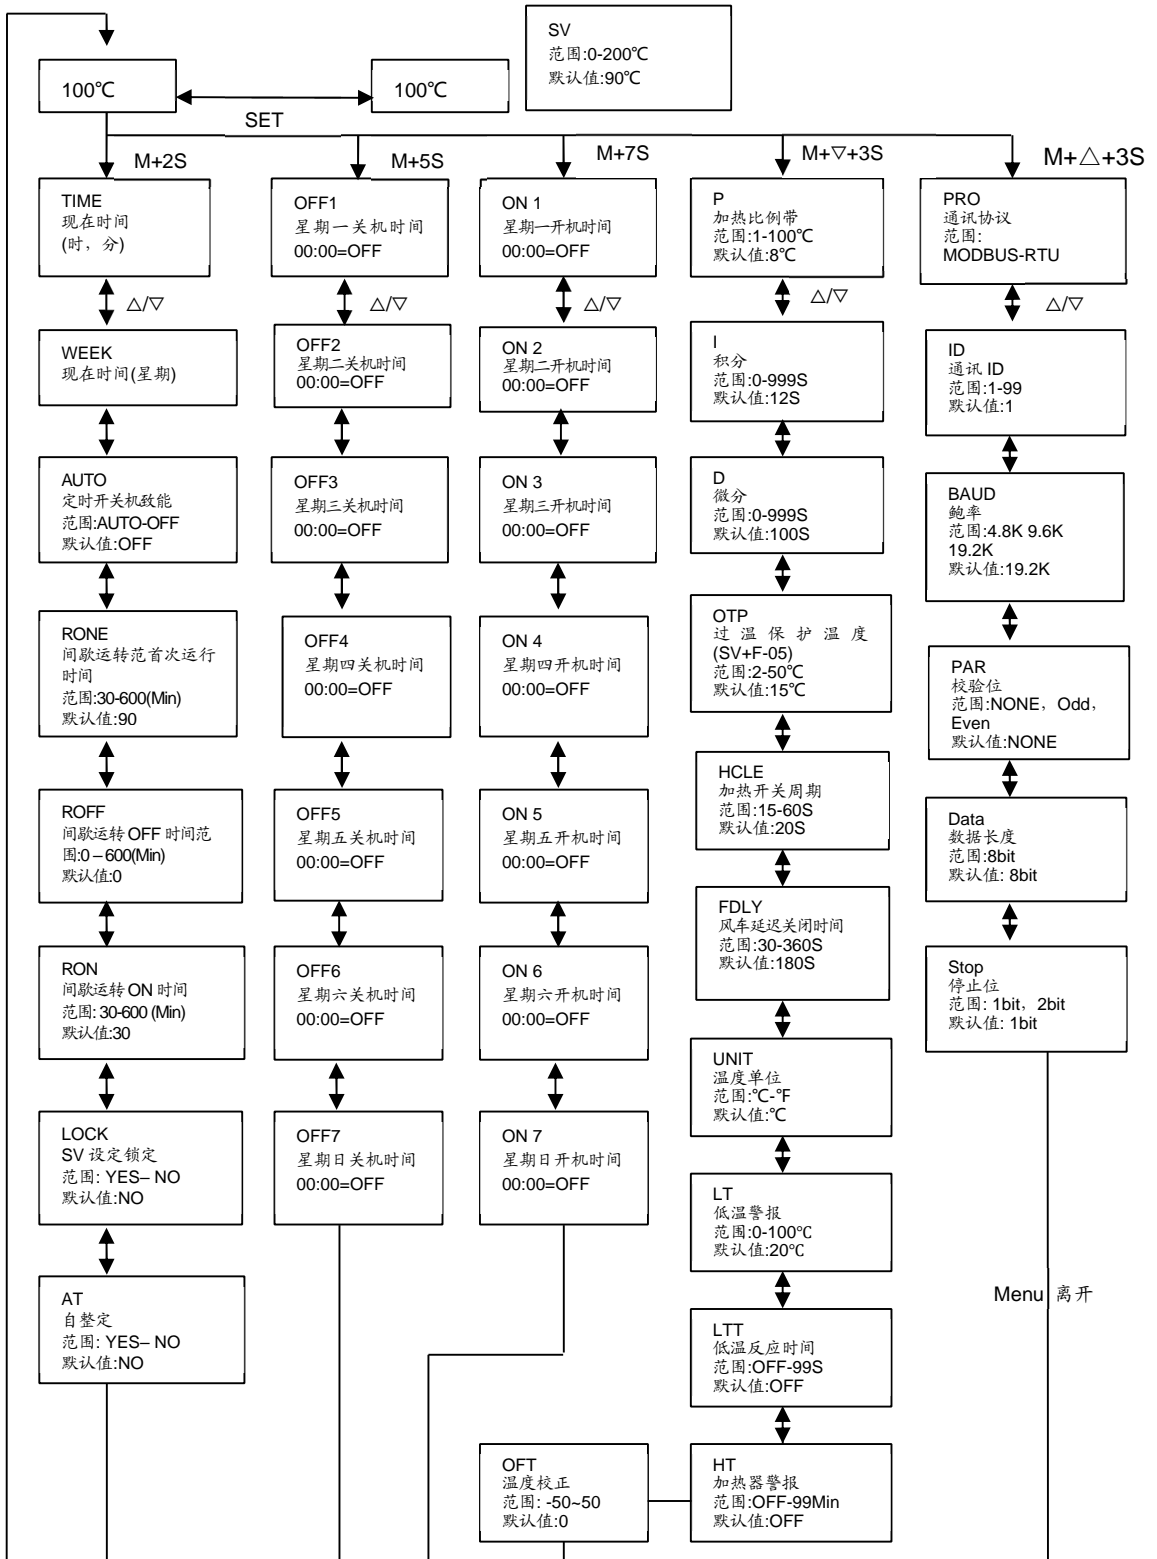 SV
范围:0-200℃
默认值:90℃
100℃
100℃
SET
M+2S
M+5S
M+7S
M+▽+3S
M+△+3S
TIME
现在时间
(时，分)
△/▽
WEEK
现在时间(星期)
AUTO
定时开关机致能
范围:AUTO-OFF
默认值:OFF
RONE
间歇运转范首次运行
时间
范围:30-600(Min)
默认值:90
ROFF
间歇运转 OFF 时间范
围:0–600(Min)
默认值:0
RON
间歇运转 ON 时间
范围: 30-600 (Min)
默认值:30
LOCK
SV 设定锁定
范围: YES– NO
默认值:NO
AT
自整定
范围: YES– NO
默认值:NO
OFF1
星期一关机时间
00:00=OFF
△/▽
OFF2
星期二关机时间
00:00=OFF
OFF3
星期三关机时间
00:00=OFF
OFF4
星期四关机时间
00:00=OFF
OFF5
星期五关机时间
00:00=OFF
OFF6
星期六关机时间
00:00=OFF
OFF7
星期日关机时间
00:00=OFF
ON 1
星期一开机时间
00:00=OFF
△/▽
ON 2
星期二开机时间
00:00=OFF
ON 3
星期三开机时间
00:00=OFF
ON 4
星期四开机时间
00:00=OFF
ON 5
星期五开机时间
00:00=OFF
ON 6
星期六开机时间
00:00=OFF
ON 7
星期日开机时间
00:00=OFF
P
加热比例带
范围:1-100℃
默认值:8℃
△/▽
I
积分
范围:0-999S
默认值:12S
D
微分
范围:0-999S
默认值:100S
OTP
过温保护温度
(SV+F-05)
范围:2-50℃
默认值:15℃
HCLE
加热开关周期
范围:15-60S
默认值:20S
FDLY
风车延迟关闭时间
范围:30-360S
默认值:180S
UNIT
温度单位
范围:℃-℉
默认值:℃
LT
低温警报
范围:0-100℃
默认值:20℃
LTT
低温反应时间
范围:OFF-99S
默认值:OFF
HT
加热器警报
范围:OFF-99Min
默认值:OFF
OFT
温度校正
范围: -50~50
默认值:0
PRO
通讯协议
范围:
MODBUS-RTU
△/▽
ID
通讯 ID
范围:1-99
默认值:1
BAUD
鲍率
范围:4.8K 9.6K
19.2K
默认值:19.2K
PAR
校验位
范围:NONE，Odd，
Even
默认值:NONE
Data
数据长度
范围:8bit
默认值: 8bit
Stop
停止位
范围: 1bit，2bit
默认值: 1bit
Menu 离开